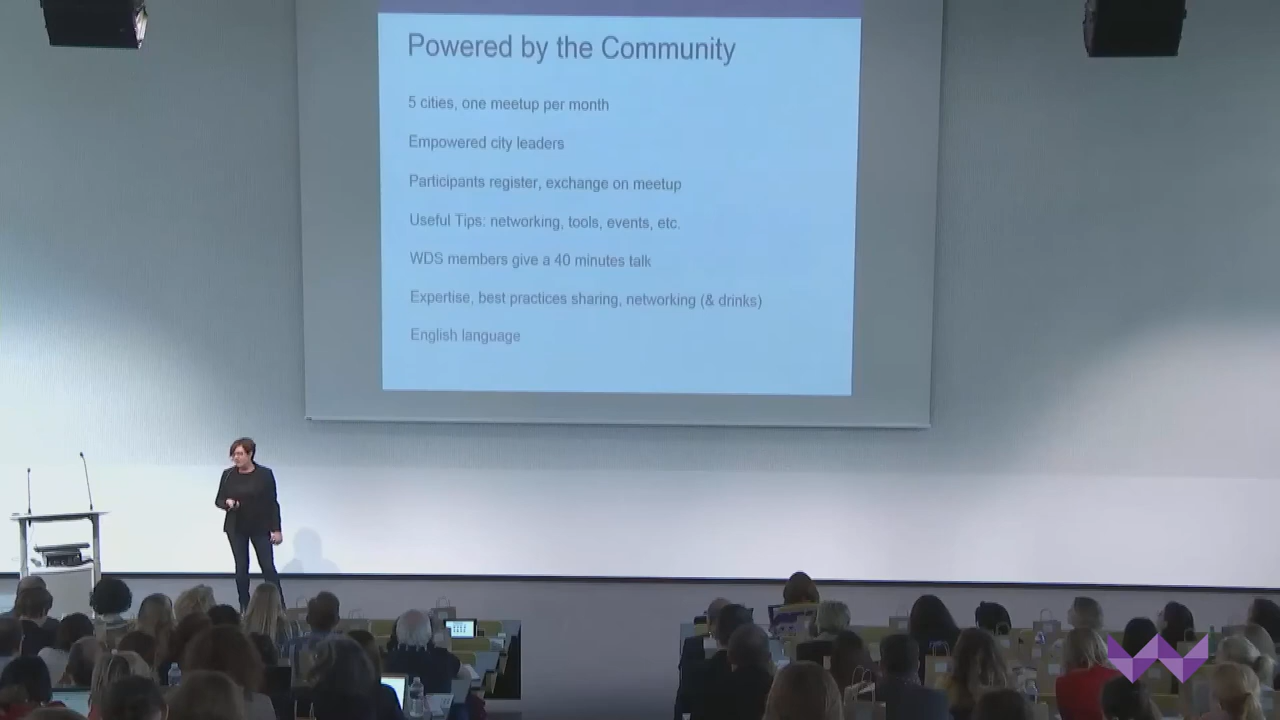 Powered by the Community
5 cities, one meetup per month
Empowered city leaders
Participants register, exchange on meetup
Useful Tips: networking, tools, events, etc.
WDS members give a 40 minutes talk
Expertise, best practices sharing, networking (& drinks)
English language